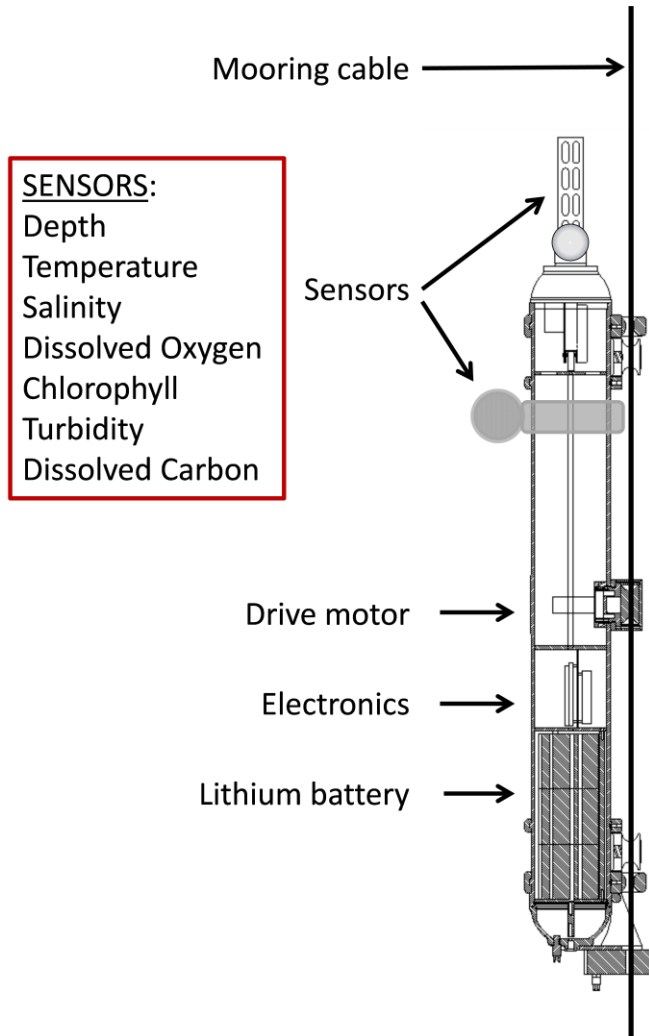 Mooring cable
SENSORS:
Depth
Temperature
Salinity
Dissolved Oxygen
Chlorophyll
Turbidity
Dissolved Carbon
Sensors
Drive motor
Electronics
Lithium battery